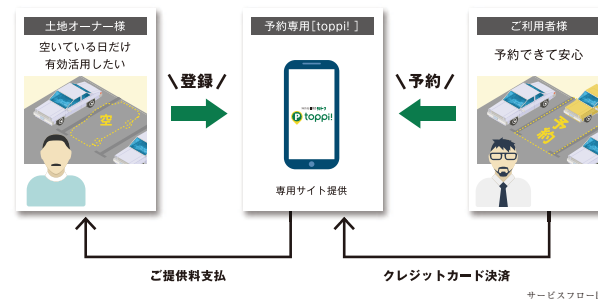 土地オーナー様
空いている日だけ
有効活用したい
空
登録
予約専用[toppi! ]
P toppi!
専用サイト提供
予約
ご利用者様
予約できて安心
予約
ご提供料支払
クレジットカード決済
サービスフロー